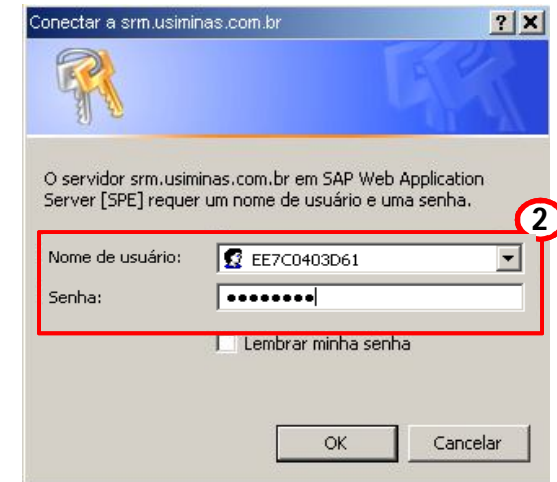 Conectar a srm.usiminas.com.br
O servidor srm.usiminas.com.br em SAP Web Application
Server [SPE] requer um nome de usuário e uma senha.
2
Nome de usuário: EE7C0403D61
Senha: ••••••••
Lembrar minha senha
OK Cancelar